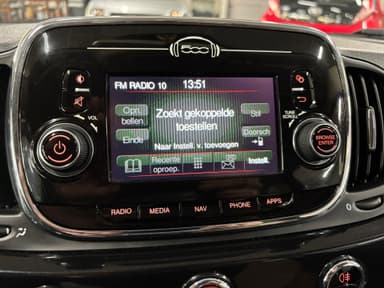 500
FM RADIO 10 13:51
Opn. bellen
Zoekt gekoppelde
toestellen
Stil
Eindit
Doorsch
Naar Instell. v. toevoegen
Recente
oproep.
Instell.
VOL
TUNE
SCROLL
BROWSE
ENTER
RADIO MEDIA NAV PHONE APPS